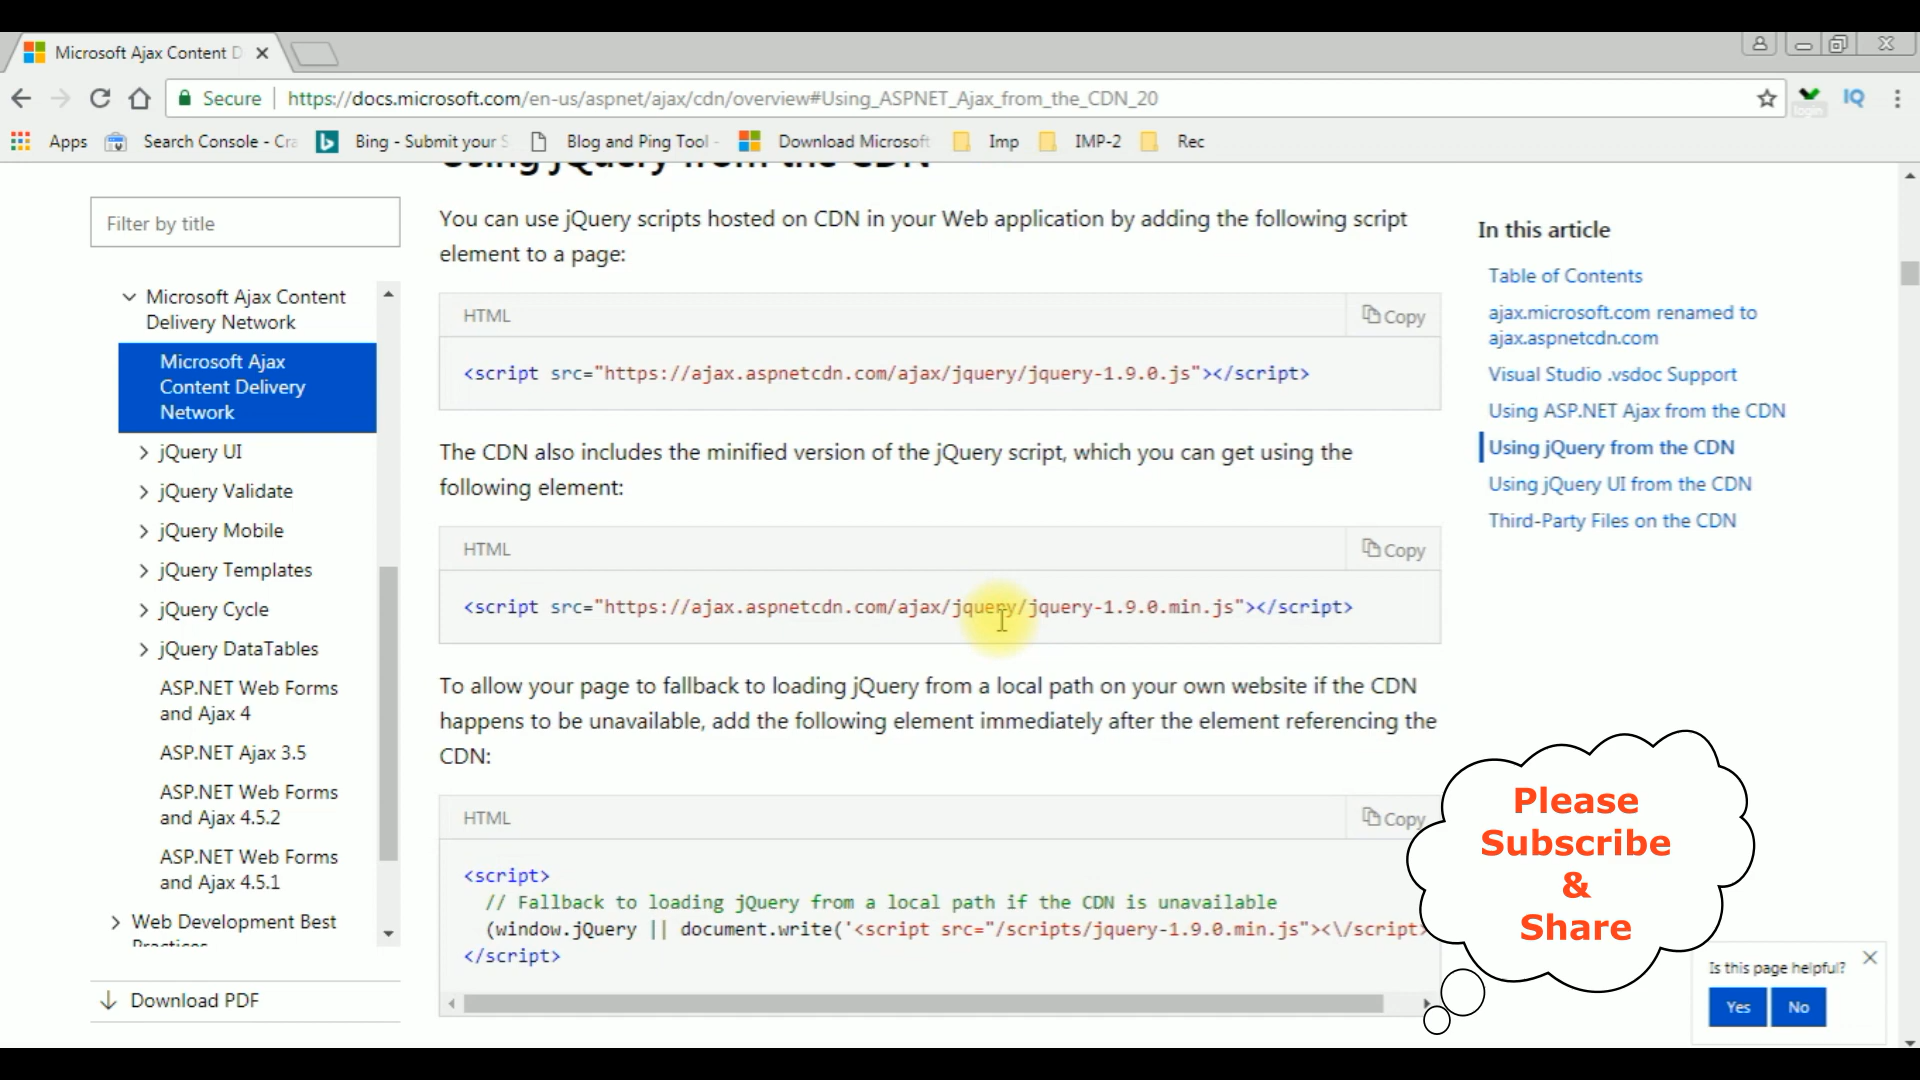 Microsoft Ajax Content D
Secure
https://docs.microsoft.com/en-us/aspnet/ajax/cdn/overview#Using_ASPNET_Ajax_from_the_CDN_20
login
IQ
Apps
Search Console - Cra
Bing - Submit your S
Blog and Ping Tool -
Download Microsoft
Imp
IMP-2
Rec
Using jQuery from the CDN
Filter by title
Microsoft Ajax Content
Delivery Network
Microsoft Ajax
Content Delivery
Network
jQuery UI
jQuery Validate
jQuery Mobile
jQuery Templates
jQuery Cycle
jQuery DataTables
ASP.NET Web Forms
and Ajax 4
ASP.NET Ajax 3.5
ASP.NET Web Forms
and Ajax 4.5.2
ASP.NET Web Forms
and Ajax 4.5.1
Web Development Best
Practices
Download PDF
You can use jQuery scripts hosted on CDN in your Web application by adding the following script
element to a page:
HTML
Copy
<script src="https://ajax.aspnetcdn.com/ajax/jquery/jquery-1.9.0.js"></script>
The CDN also includes the minified version of the jQuery script, which you can get using the
following element:
HTML
Copy
<script src="https://ajax.aspnetcdn.com/ajax/jquery/jquery-1.9.0.min.js"></script>
To allow your page to fallback to loading jQuery from a local path on your own website if the CDN
happens to be unavailable, add the following element immediately after the element referencing the
CDN:
HTML
Copy
<script>
// Fallback to loading jQuery from a local path if the CDN is unavailable
(window.jQuery || document.write('<script src="/scripts/jquery-1.9.0.min.js"><\/script>
</script>
In this article
Table of Contents
ajax.microsoft.com renamed to
ajax.aspnetcdn.com
Visual Studio .vsdoc Support
Using ASP.NET Ajax from the CDN
Using jQuery from the CDN
Using jQuery UI from the CDN
Third-Party Files on the CDN
Please
Subscribe
&
Share
Is this page helpful?
Yes
No